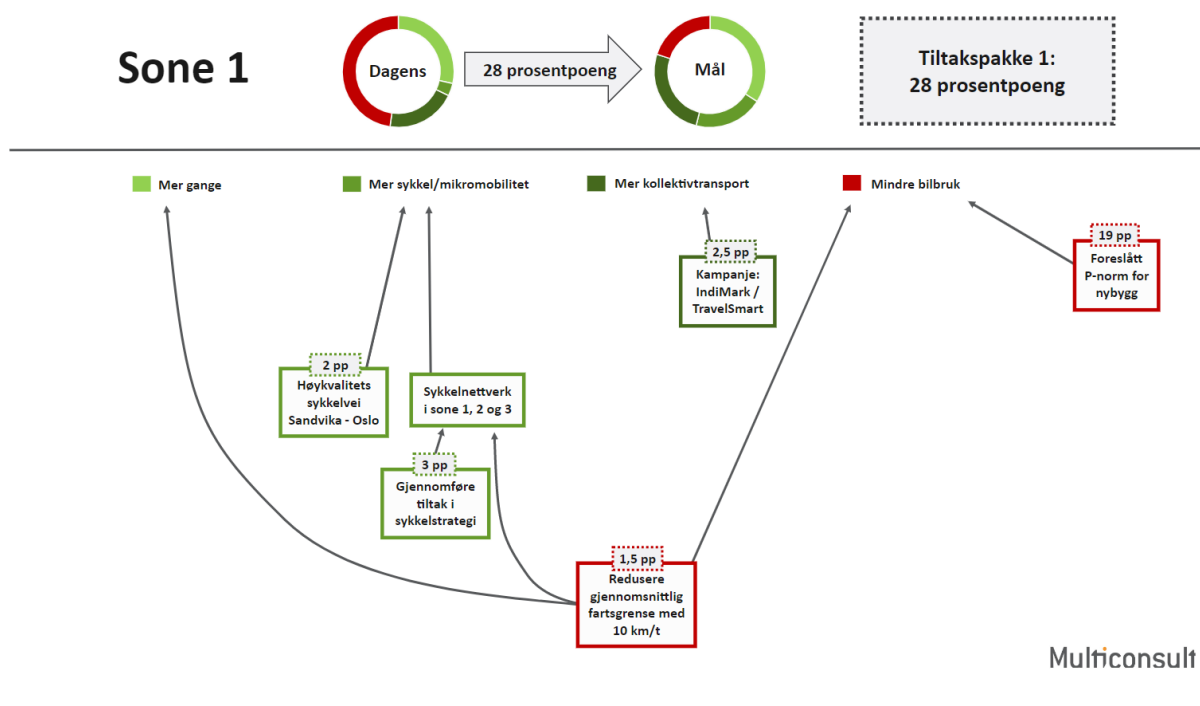 Sone 1
Dagens
28 prosentpoeng
Mål
Tiltakspakke 1:
28 prosentpoeng
Mer gange
Mer sykkel/mikromobilitet
Mer kollektivtransport
Mindre bilbruk
19 pp
Foreslått
P-norm for
nybygg
2,5 pp
Kampanje:
IndiMark /
TravelSmart
2 pp
Høykvalitets
sykkelvei
Sandvika - Oslo
Sykkelnettverk
i sone 1, 2 og 3
3 pp
Gjennomføre
tiltak i
sykkelstrategi
1,5 pp
Redusere
gjennomsnittlig
fartsgrense med
10 km/t
Multiconsult